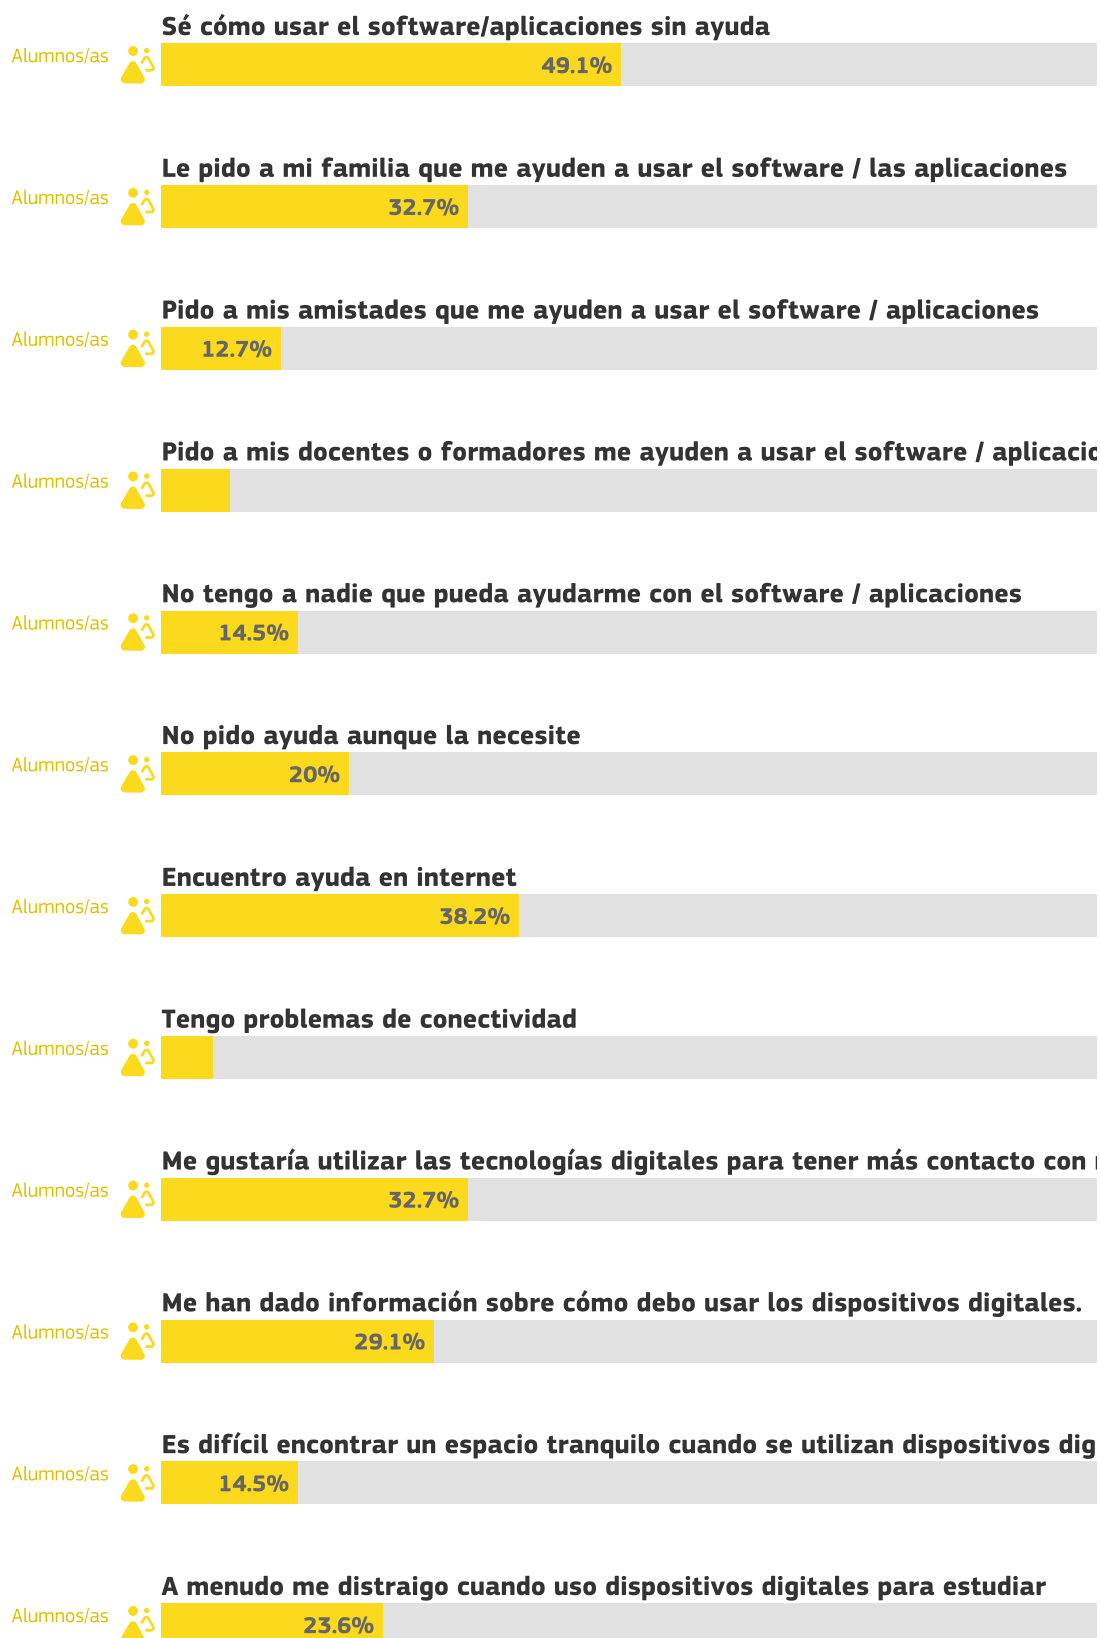 Sé cómo usar el software/aplicaciones sin ayuda
Alumnos/as
49.1%
Le pido a mi familia que me ayuden a usar el software / las aplicaciones
Alumnos/as
32.7%
Pido a mis amistades que me ayuden a usar el software / aplicaciones
Alumnos/as
12.7%
Pido a mis docentes o formadores me ayuden a usar el software / aplicacio
Alumnos/as
No tengo a nadie que pueda ayudarme con el software / aplicaciones
Alumnos/as
14.5%
No pido ayuda aunque la necesite
Alumnos/as
20%
Encuentro ayuda en internet
Alumnos/as
38.2%
Tengo problemas de conectividad
Alumnos/as
Me gustaría utilizar las tecnologías digitales para tener más contacto con
Alumnos/as
32.7%
Me han dado información sobre cómo debo usar los dispositivos digitales.
Alumnos/as
29.1%
Es difícil encontrar un espacio tranquilo cuando se utilizan dispositivos dig
Alumnos/as
14.5%
A menudo me distraigo cuando uso dispositivos digitales para estudiar
Alumnos/as
23.6%